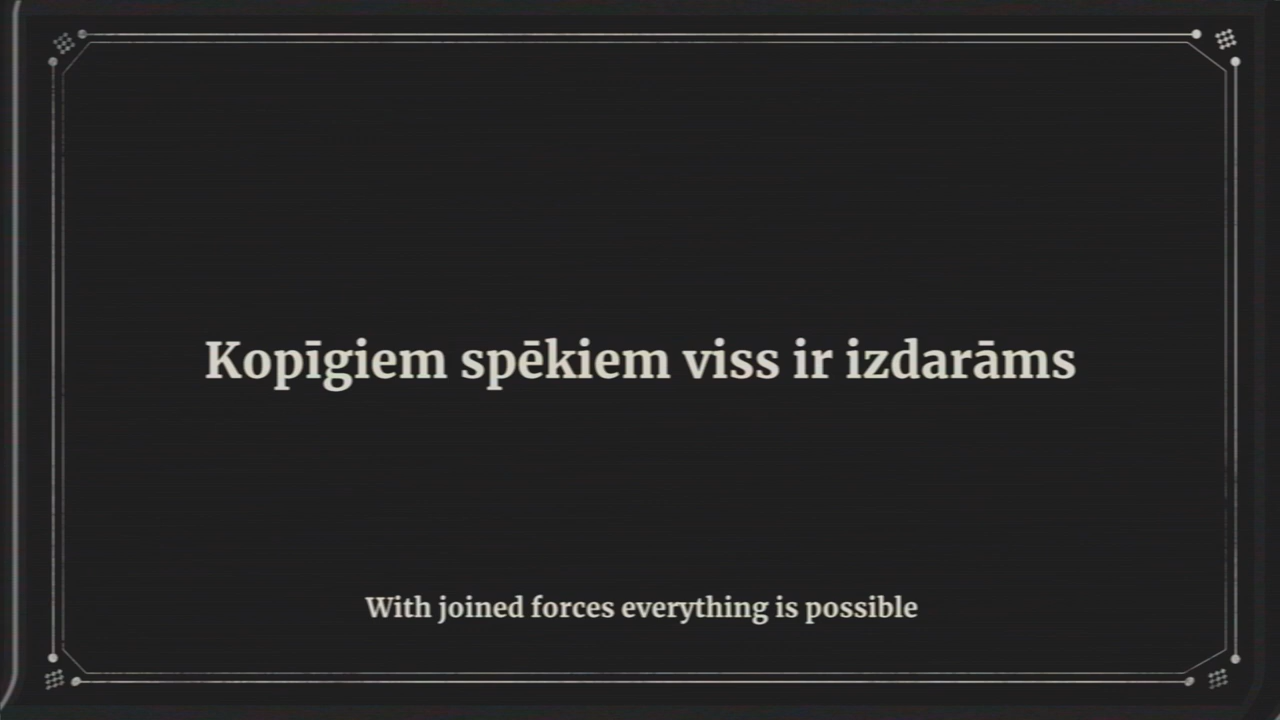 Kopīgiem spēkiem viss ir izdarāms
With joined forces everything is possible